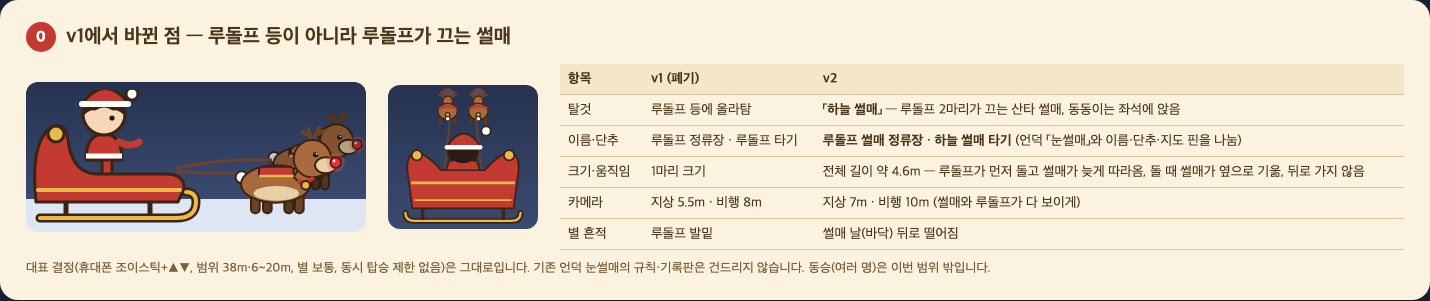 0 v1에서 바뀐 점 — 루돌프 등이 아니라 루돌프가 끄는 썰매
항목 v1 (폐기) v2
탈것 루돌프 등에 올라탐 「하늘 썰매」 — 루돌프 2마리가 끄는 산타 썰매, 동동이는 좌석에 앉음
이름·단추 루돌프 정류장 · 루돌프 타기 루돌프 썰매 정류장 · 하늘 썰매 타기 (언덕 「눈썰매」와 이름·단추·지도 핀을 나눔)
크기·움직임 1마리 크기 전체 길이 약 4.6m — 루돌프가 먼저 돌고 썰매가 늦게 따라옴, 돌 때 썰매가 옆으로 기욺, 뒤로 가지 않음
카메라 지상 5.5m · 비행 8m 지상 7m · 비행 10m (썰매와 루돌프가 다 보이게)
별 흔적 루돌프 발밑 썰매 날(바닥) 뒤로 떨어짐
대표 결정(휴대폰 조이스틱+▲▼, 범위 38m·6~20m, 별 보통, 동시 탑승 제한 없음)은 그대로입니다. 기존 언덕 눈썰매의 규칙·기록판은 건드리지 않습니다. 동승(여러 명)은 이번 범위 밖입니다.